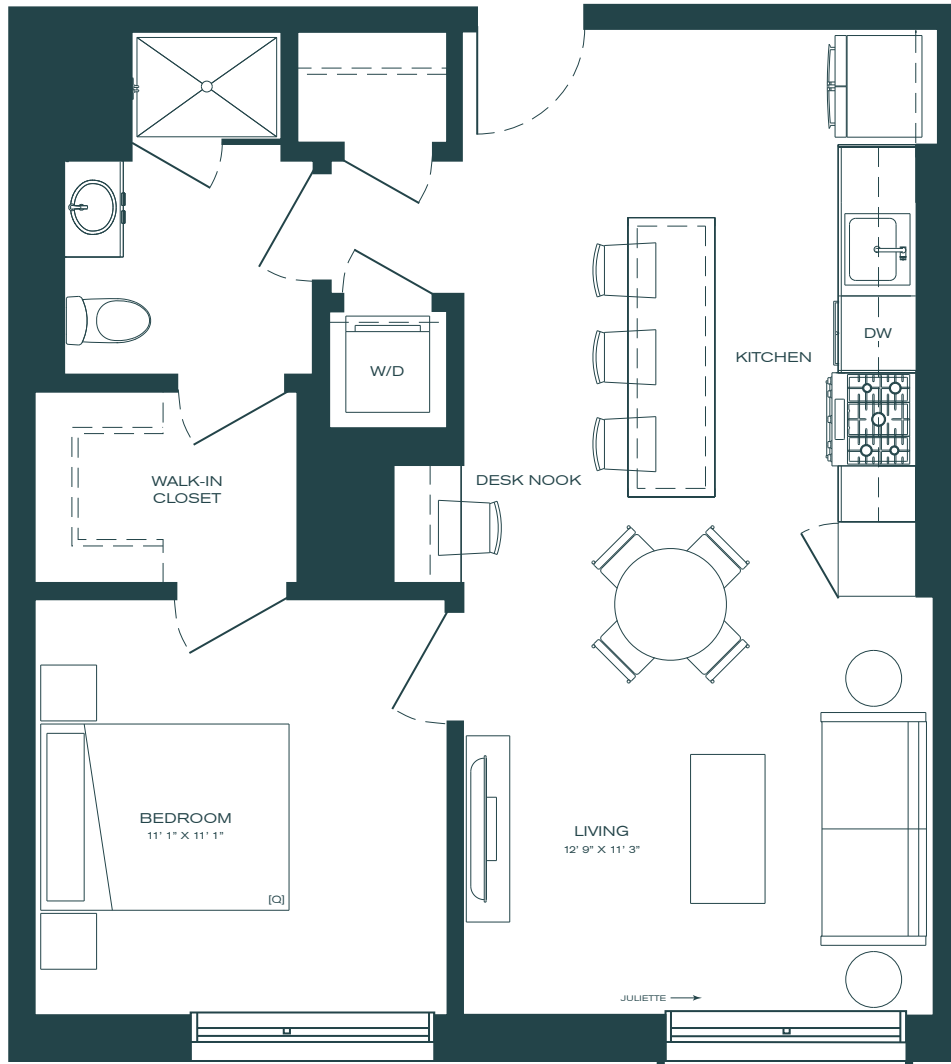 W/D
DW
KITCHEN
DESK NOOK
WALK-IN
CLOSET
BEDROOM
11' 1" X 11' 1"
[Q]
LIVING
12' 9" X 11' 3"
JULIETTE